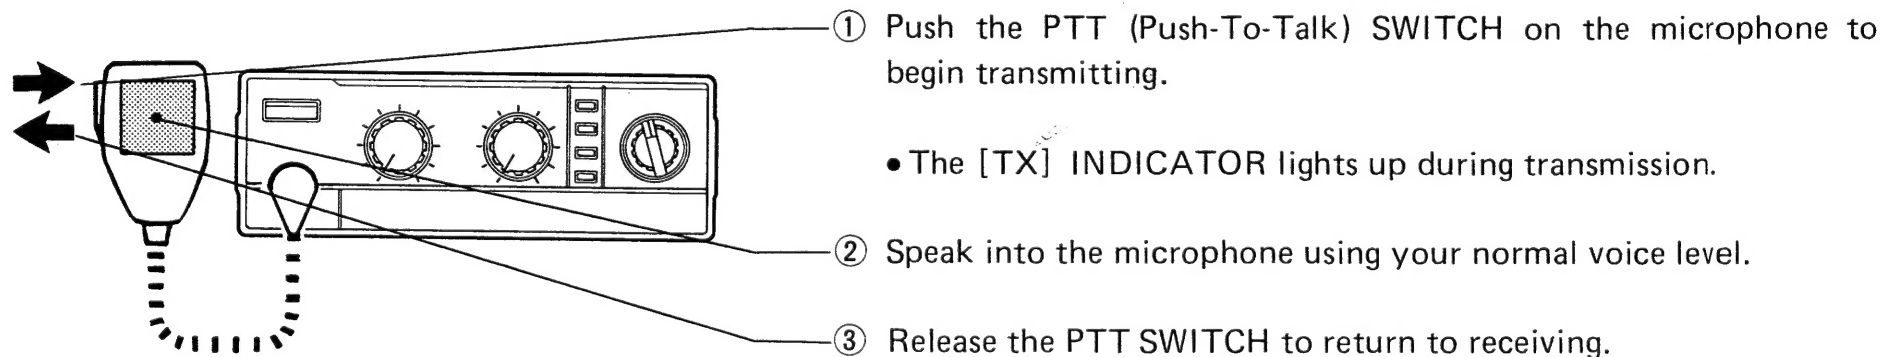 ① Push the PTT (Push-To-Talk) SWITCH on the microphone to
begin transmitting.
• The [TX] INDICATOR lights up during transmission.
② Speak into the microphone using your normal voice level.
③ Release the PTT SWITCH to return to receiving.